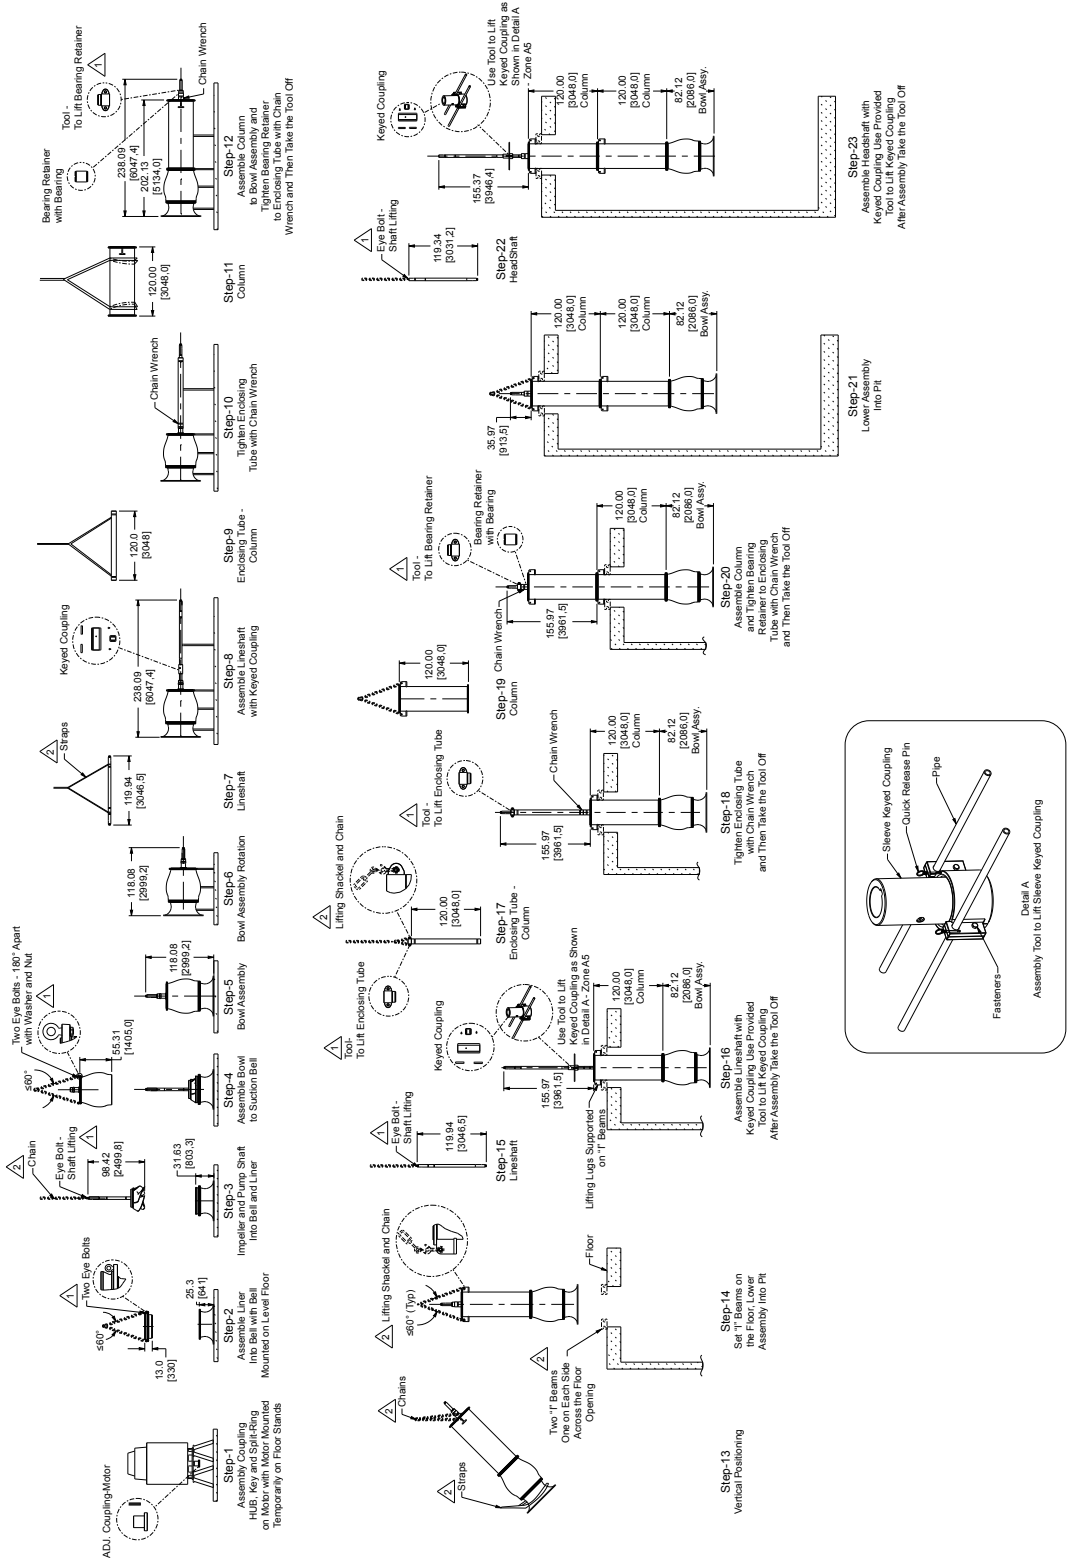 ADJ. Coupling-Motor
Step-1
Assembly Coupling
HUB, Key and Split-Ring
on Motor with Motor Mounted
Temporarily on Floor Stands
1
Two Eye Bolts
≤60°
13.0
[330]
25.3
[641]
Step-2
Assemble Liner
Into Bell with Bell
Mounted on Level Floor
2
Chain
Eye Bolt -
Shaft Lifting
1
98.42
[2499,8]
31.63
[803,3]
Step-3
Impeller and Pump Shaft
Into Bell and Liner
Two Eye Bolts - 180° Apart
with Washer and Nut
1
≤60°
55.31
[1405,0]
Step-4
Assemble Bowl
to Suction Bell
118.08
[2999,2]
Step-5
Bowl Assembly
118.08
[2999,2]
Step-6
Bowl Assembly Rotation
2
Straps
119.94
[3046,5]
Step-7
Lineshaft
Keyed Coupling
238.09
[6047,4]
Step-8
Assemble Lineshaft
with Keyed Coupling
120.0
[3048]
Step-9
Enclosing Tube -
Column
Chain Wrench
Step-10
Tighten Enclosing
Tube with Chain Wrench
120.00
[3048,0]
Step-11
Column
Bearing Retainer
with Bearing
Tool -
To Lift Bearing Retainer
1
238.09
[6047,4]
202.13
[5134,0]
Chain Wrench
Step-12
Assemble Column
to Bowl Assembly and
Tighten Bearing Retainer
to Enclosing Tube with Chain
Wrench and Then Take the Tool Off
2
Chains
2
Straps
Step-13
Vertical Positioning
2
Lifting Shackel and Chain
≤60° (Typ)
2
Two "I" Beams
One on Each Side
Across the Floor
Opening
Floor
Step-14
Set "I" Beams on
the Floor, Lower
Assembly Into Pit
1
Eye Bolt -
Shaft Lifting
119.94
[3046,5]
Step-15
Lineshaft
Lifting Lugs Supported
on "I" Beams
Keyed Coupling
155.97
[3961,5]
Use Tool to Lift
Keyed Coupling as Shown
in Detail A - Zone A5
120.00
[3048,0]
Column
82.12
[2086,0]
Bowl Assy.
Step-16
Assemble Lineshaft with
Keyed Coupling Use Provided
Tool to Lift Keyed Coupling
After Assembly Take the Tool Off
1
Tool-
To Lift Enclosing Tube
2
Lifting Shackel and Chain
120.00
[3048,0]
Step-17
Enclosing Tube -
Column
1
Tool -
To Lift Enclosing Tube
155.97
[3961,5]
Chain Wrench
120.00
[3048,0]
Column
82.12
[2086,0]
Bowl Assy.
Step-18
Tighten Enclosing Tube
with Chain Wrench
and Then Take the Tool Off
120.00
[3048,0]
Step-19
Column
1
Tool -
To Lift Bearing Retainer
Bearing Retainer
with Bearing
Chain Wrench
155.97
[3961,5]
120.00
[3048,0]
Column
82.12
[2086,0]
Bowl Assy.
Step-20
Assemble Column
and Tighten Bearing
Retainer to Enclosing
Tube with Chain Wrench
and Then Take the Tool Off
35.97
[913,5]
120.00
[3048,0]
Column
120.00
[3048,0]
Column
82.12
[2086,0]
Bowl Assy.
Step-21
Lower Assembly
Into Pit
1
Eye Bolt -
Shaft Lifting
119.34
[3031,2]
Step-22
HeadShaft
Keyed Coupling
155.37
[3946,4]
Use Tool to Lift
Keyed Coupling as
Shown in Detail A
- Zone A5
120.00
[3048,0]
Column
120.00
[3048,0]
Column
82.12
[2086,0]
Bowl Assy.
Step-23
Assemble Headshaft with
Keyed Coupling Use Provided
Tool to Lift Keyed Coupling
After Assembly Take the Tool Off
Sleeve Keyed Coupling
Quick Release Pin
Pipe
Fasteners
Detail A
Assembly Tool to Lift Sleeve Keyed Coupling